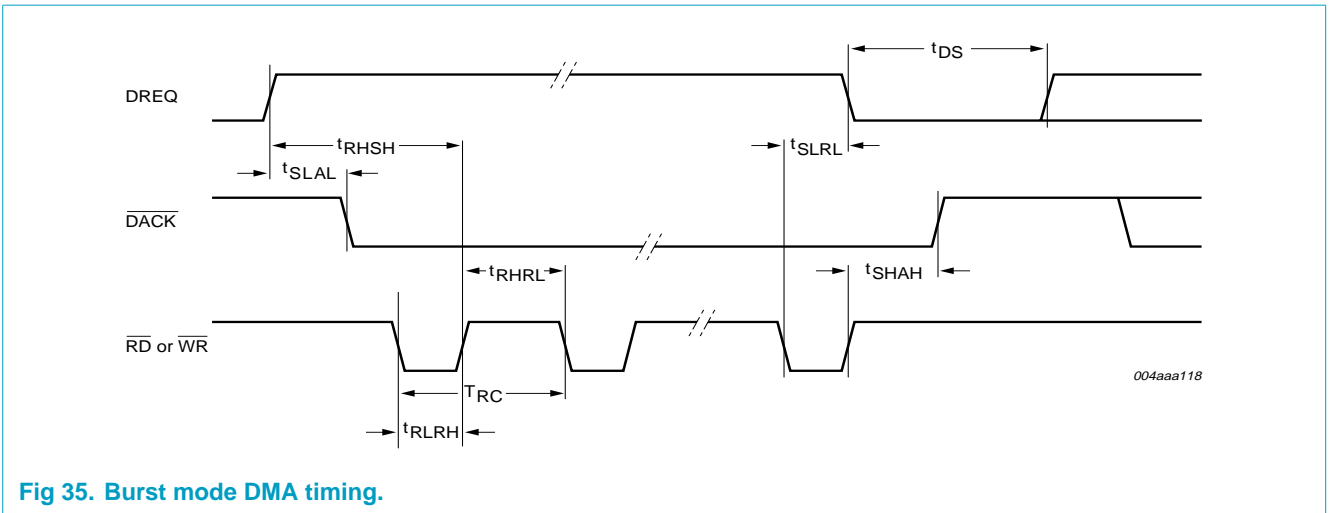 tDS
DREQ
tRHSH
tSLRL
tSLAL
DACK
tRHRL
tSHAH
RD or WR
004aaa118
TRC
tRLRH
Fig 35. Burst mode DMA timing.